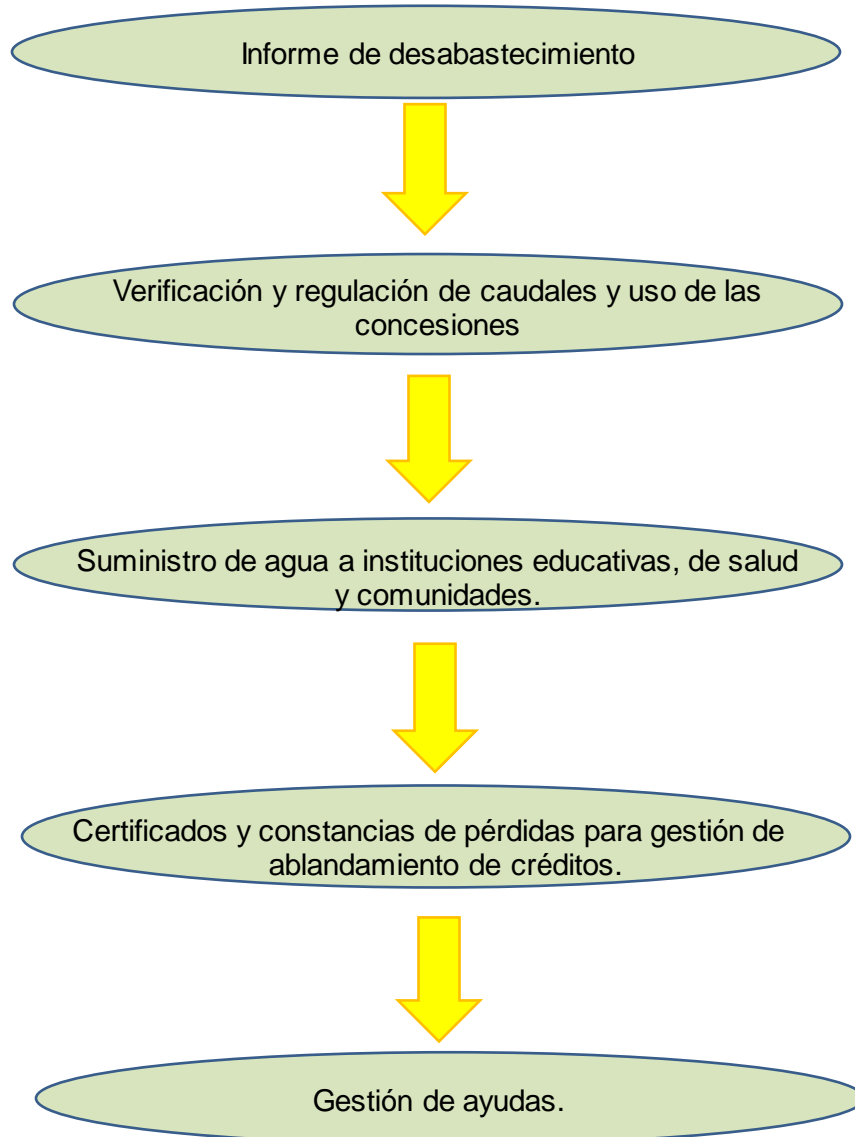 Informe de desabastecimiento
Verificación y regulación de caudales y uso de las
concesiones
Suministro de agua a instituciones educativas, de salud
y comunidades.
Certificados y constancias de pérdidas para gestión de
ablandamiento de créditos.
Gestión de ayudas.